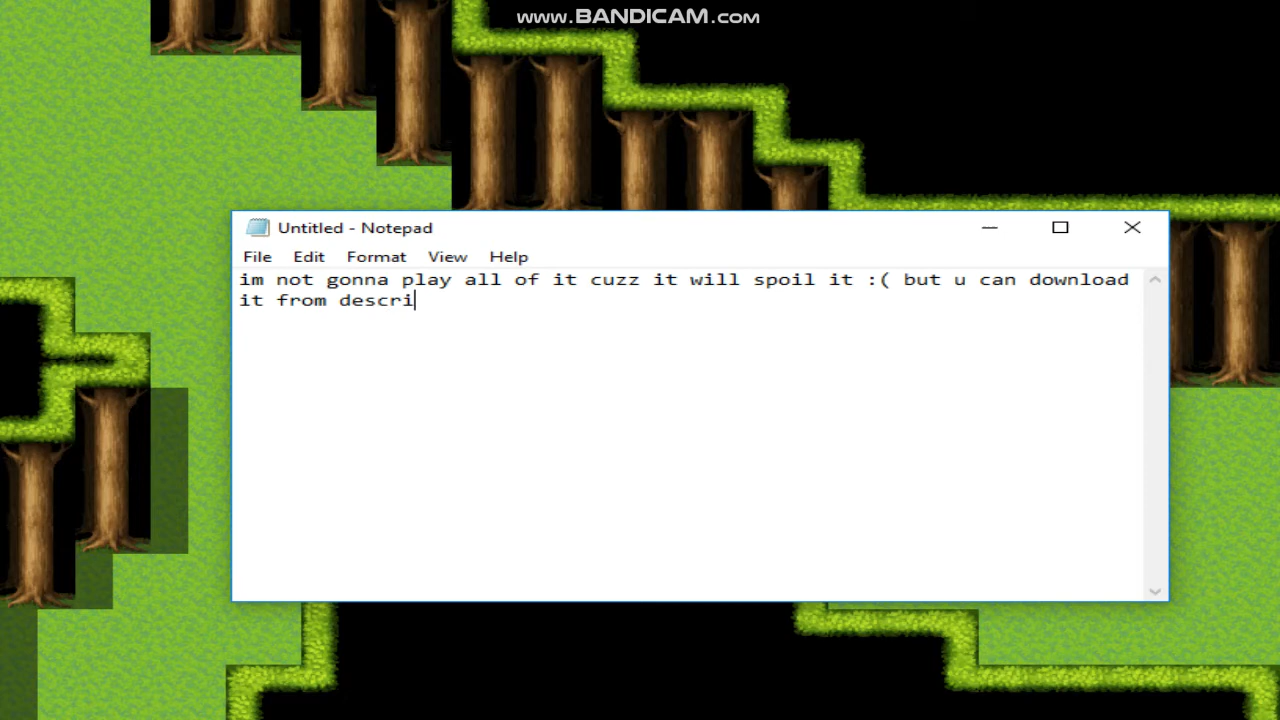 www.BANDICAM.com
Untitled - Notepad
File Edit Format View Help
im not gonna play all of it cuzz it will spoil it :( but u can download
it from descri